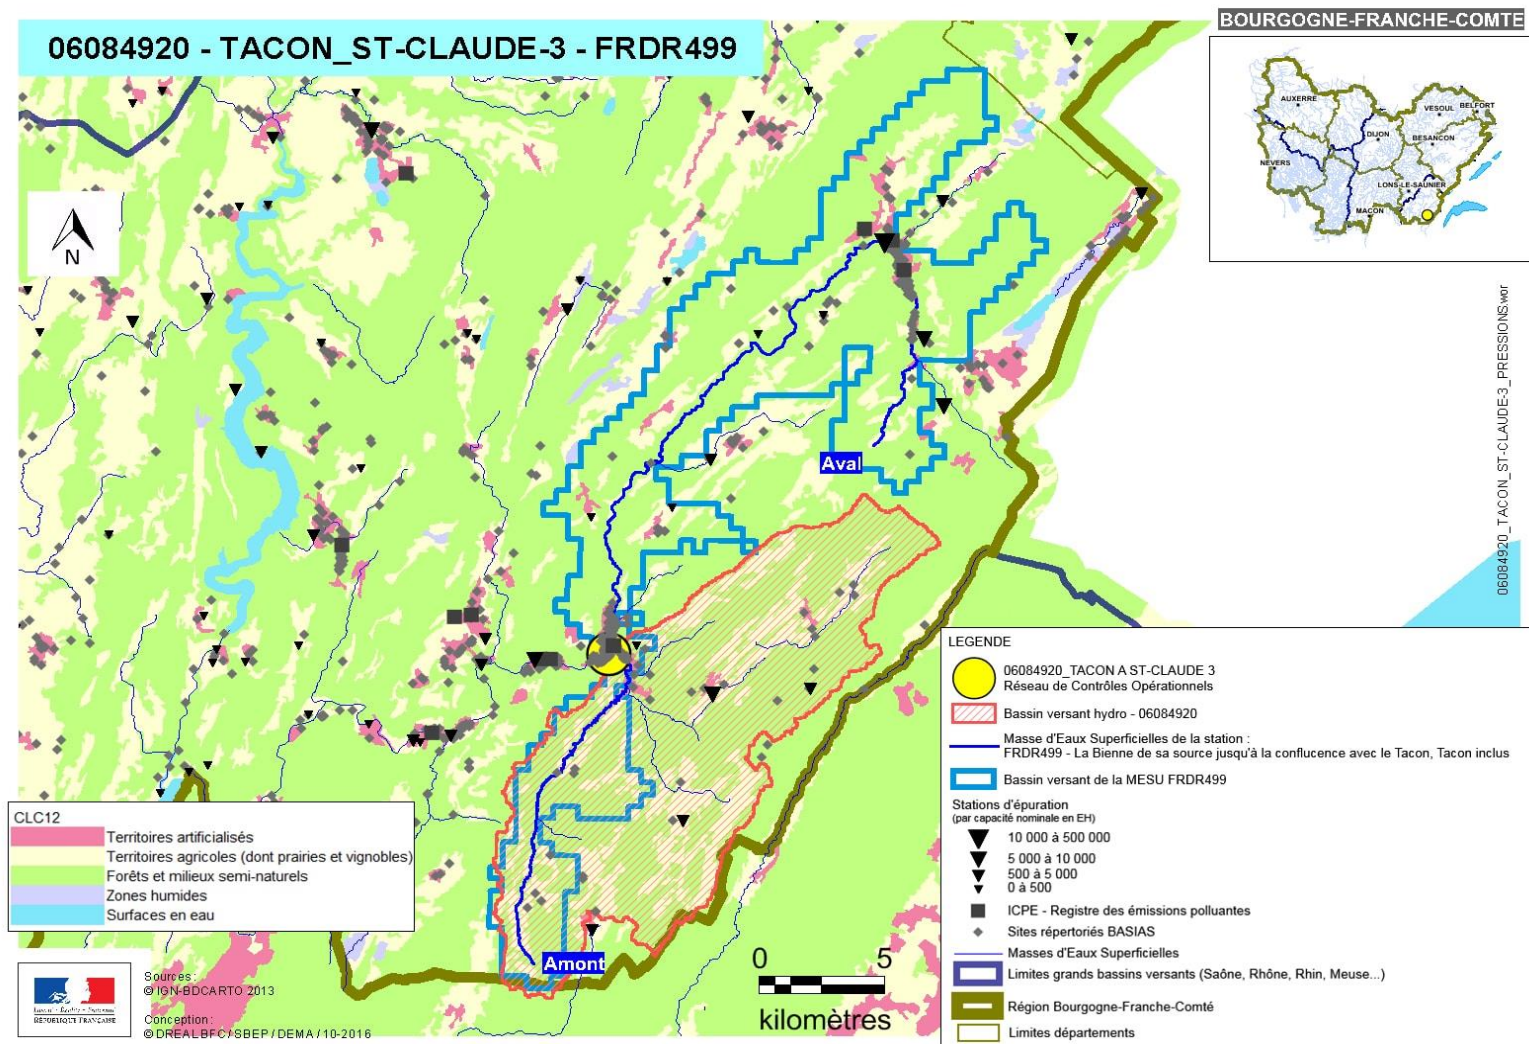 06084920 - TACON_ST-CLAUDE-3 - FRDR499
BOURGOGNE-FRANCHE-COMTE
AUXERRE
VESOUL
BELFORT
DIJON
BESANCON
NEVERS
LONS-LE-SAUNIER
MACON
N
06084920_TACON_ST-CLAUDE-3_PRESSIONS.wor
Aval
Amont
LEGENDE
06084920_TACON A ST-CLAUDE 3
Réseau de Contrôles Opérationnels
Bassin versant hydro - 06084920
Masse d'Eaux Superficielles de la station :
FRDR499 - La Bienne de sa source jusqu'à la conflucence avec le Tacon, Tacon inclus
Bassin versant de la MESU FRDR499
Stations d'épuration
(par capacité nominale en EH)
10 000 à 500 000
5 000 à 10 000
500 à 5 000
0 à 500
ICPE - Registre des émissions polluantes
Sites répertoriés BASIAS
Masses d'Eaux Superficielles
Limites grands bassins versants (Saône, Rhône, Rhin, Meuse...)
Région Bourgogne-Franche-Comté
Limites départements
CLC12
Territoires artificialisés
Territoires agricoles (dont prairies et vignobles)
Forêts et milieux semi-naturels
Zones humides
Surfaces en eau
0 5
kilomètres
Liberté • Égalité • Fraternité
RÉPUBLIQUE FRANÇAISE
Sources :
© IGN-BDCARTO 2013
Conception :
© DREAL BFC / SBEP / DEMA / 10-2016